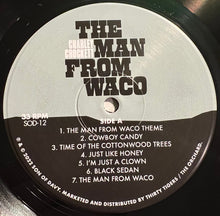 THE
CHARLEY
CROCKETT
MAN
FROM
WACO
33 RPM
SOD-12
SIDE A
1. THE MAN FROM WACO THEME
2. COWBOY CANDY
3. TIME OF THE COTTONWOOD TREES
4. JUST LIKE HONEY
5. I'M JUST A CLOWN
6. BLACK SEDAN
7. THE MAN FROM WACO
℗ & © 2022 SON OF DAVY, MARKETED AND DISTRIBUTED BY THIRTY TIGERS / THE ORCHARD.